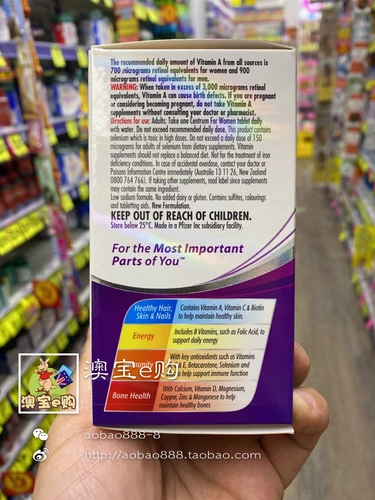 The recommended daily amount of Vitamin A from all sources is
700 micrograms retinol equivalents for women and 900
micrograms retinol equivalents for men.
WARNING: When taken in excess of 3,000 micrograms retinol
equivalents, Vitamin A can cause birth defects. If you are pregnant
or considering becoming pregnant, do not take Vitamin A
supplements without consulting your doctor or pharmacist.
Directions for use: Adult: Take one Centrum For Women tablet daily
with water. Do not exceed recommended daily dose. This product contains
selenium which is toxic in high doses. A daily dose of 150
micrograms for adults of selenium from dietary supplements. Vitamin
supplements should not replace a balanced diet. Not for the treatment of iron
deficiency conditions. In case of accidental overdose, contact your doctor or
Poisons Information Centre immediately (Australia 13 11 26, New Zealand
0800 764 766). If taking other supplements, read label since supplements
may contain the same ingredient.
Low sodium formula. No added dairy or gluten. Contains sulfites, colourings
and tabletting aids. New Formulation.
KEEP OUT OF REACH OF CHILDREN.
Store below 25°C. Made in a Pfizer Inc subsidiary facility.
For the Most Important
Parts of You™
Healthy Hair,
Skin & Nails
Contains Vitamin A, Vitamin C & Biotin
to help maintain healthy skin.
Energy
Includes B Vitamins, such as Folic Acid, to
support daily energy
With key antioxidants such as Vitamins
E, Betacarotene, Selenium and
help support immune function
Bone Health
With Calcium, Vitamin D, Magnesium,
Copper, Zinc & Manganese to help
maintain healthy bones
澳宝e购
澳宝e购
aobao888-8
http://aobao888.taobao.com